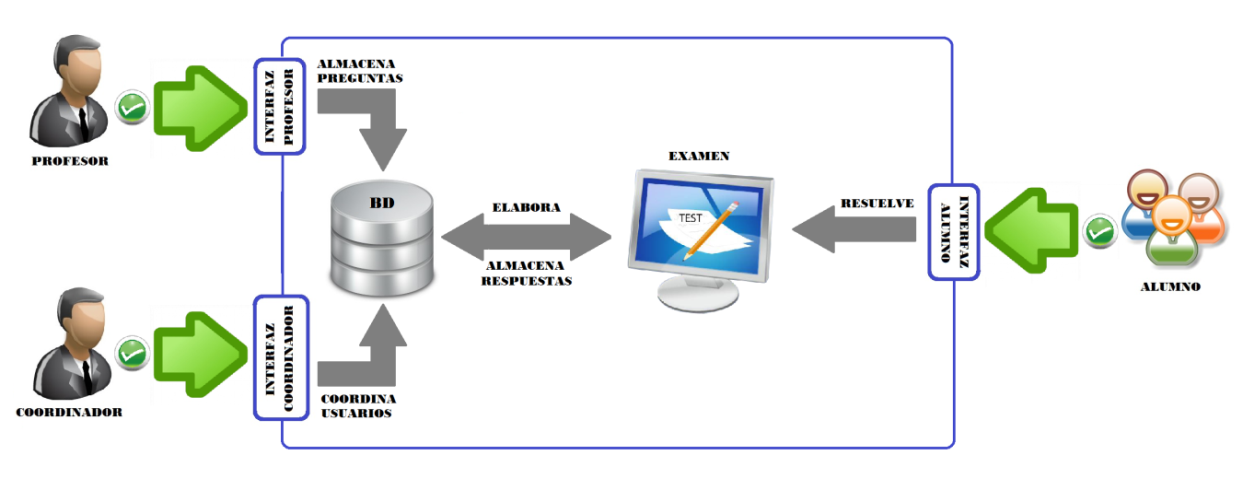 PROFESOR
INTERFAZ
PROFESOR
ALMACENA
PREGUNTAS
BD
ELABORA
ALMACENA
RESPUESTAS
EXAMEN
TEST
RESUELVE
INTERFAZ
ALUMNO
ALUMNO
COORDINADOR
INTERFAZ
COORDINADOR
COORDINA
USUARIOS